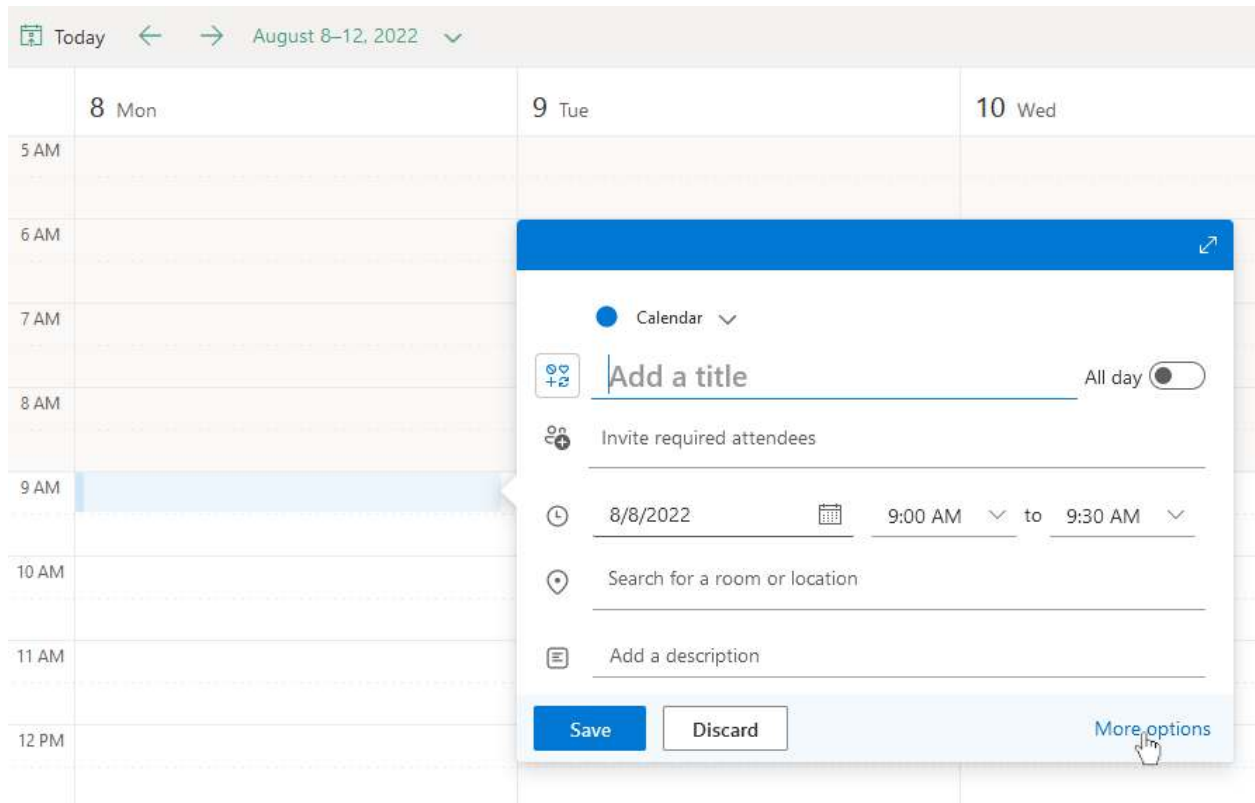 Today August 8–12, 2022
8 Mon 9 Tue 10 Wed
5 AM
6 AM
7 AM
Calendar
Add a title All day
8 AM
Invite required attendees
9 AM
8/8/2022 9:00 AM to 9:30 AM
10 AM
Search for a room or location
11 AM
Add a description
Save Discard More options
12 PM